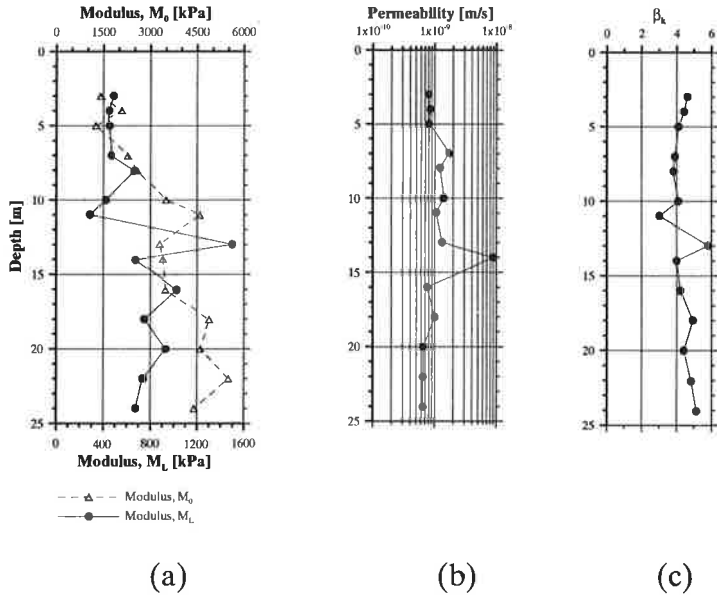 Modulus, M₀ [kPa]
0 1500 3000 4500 6000
0
5
10
15
20
25
Depth [m]
0 400 800 1200 1600
Modulus, M_L [kPa]
Modulus, M₀
Modulus, M_L
(a)
Permeability [m/s]
1x10⁻¹⁰ 1x10⁻⁹ 1x10⁻⁸
0
5
10
15
20
25
(b)
β_k
0 2 4 6
0
5
10
15
20
25
(c)